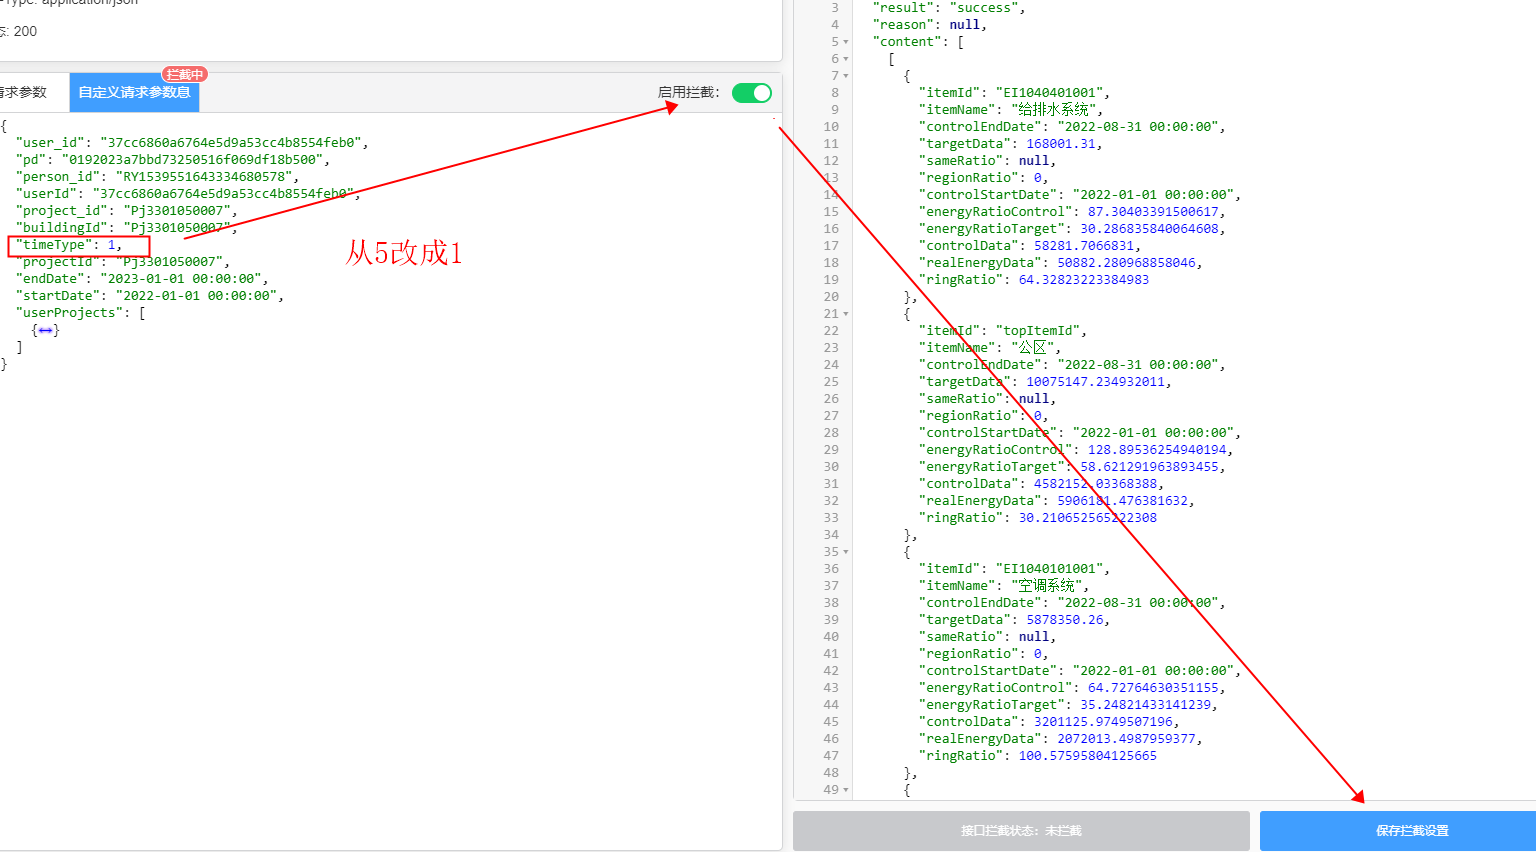 -Type: application/json
态: 200
请求参数
自定义请求参数息
拦截中
启用拦截:
{
"user_id": "37cc6860a6764e5d9a53cc4b8554feb0",
"pd": "0192023a7bbd73250516f069df18b500",
"person_id": "RY1539551643334680578",
"userId": "37cc6860a6764e5d9a53cc4b8554feb0",
"project_id": "Pj3301050007",
"buildingId": "Pj3301050007",
"timeType": 1,
"projectId": "Pj3301050007",
"endDate": "2023-01-01 00:00:00",
"startDate": "2022-01-01 00:00:00",
"userProjects": [
{↔}
]
}
从5改成1
3 "result": "success",
4 "reason": null,
5 "content": [
6 [
7 {
8 "itemId": "EI1040401001",
9 "itemName": "给排水系统",
10 "controlEndDate": "2022-08-31 00:00:00",
11 "targetData": 168001.31,
12 "sameRatio": null,
13 "regionRatio": 0,
14 "controlStartDate": "2022-01-01 00:00:00",
15 "energyRatioControl": 87.30403391500617,
16 "energyRatioTarget": 30.286835840064608,
17 "controlData": 58281.7066831,
18 "realEnergyData": 50882.280968858046,
19 "ringRatio": 64.32823223384983
20 },
21 {
22 "itemId": "topItemId",
23 "itemName": "公区",
24 "controlEndDate": "2022-08-31 00:00:00",
25 "targetData": 10075147.234932011,
26 "sameRatio": null,
27 "regionRatio": 0,
28 "controlStartDate": "2022-01-01 00:00:00",
29 "energyRatioControl": 128.89536254940194,
30 "energyRatioTarget": 58.621291963893455,
31 "controlData": 4582152.03368388,
32 "realEnergyData": 5906181.476381632,
33 "ringRatio": 30.210652565222308
34 },
35 {
36 "itemId": "EI1040101001",
37 "itemName": "空调系统",
38 "controlEndDate": "2022-08-31 00:00:00",
39 "targetData": 5878350.26,
40 "sameRatio": null,
41 "regionRatio": 0,
42 "controlStartDate": "2022-01-01 00:00:00",
43 "energyRatioControl": 64.72764630351155,
44 "energyRatioTarget": 35.24821433141239,
45 "controlData": 3201125.9749507196,
46 "realEnergyData": 2072013.4987959377,
47 "ringRatio": 100.57595804125665
48 },
49 {
接口拦截状态: 未拦截
保存拦截设置